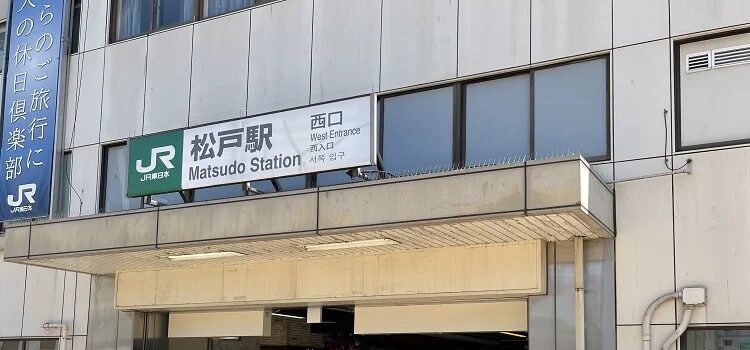 らのご旅行に
人の休日倶楽部
JR
JR
JR東日本
松戸駅
Matsudo Station
西口
West Entrance
西入口
서쪽 입구